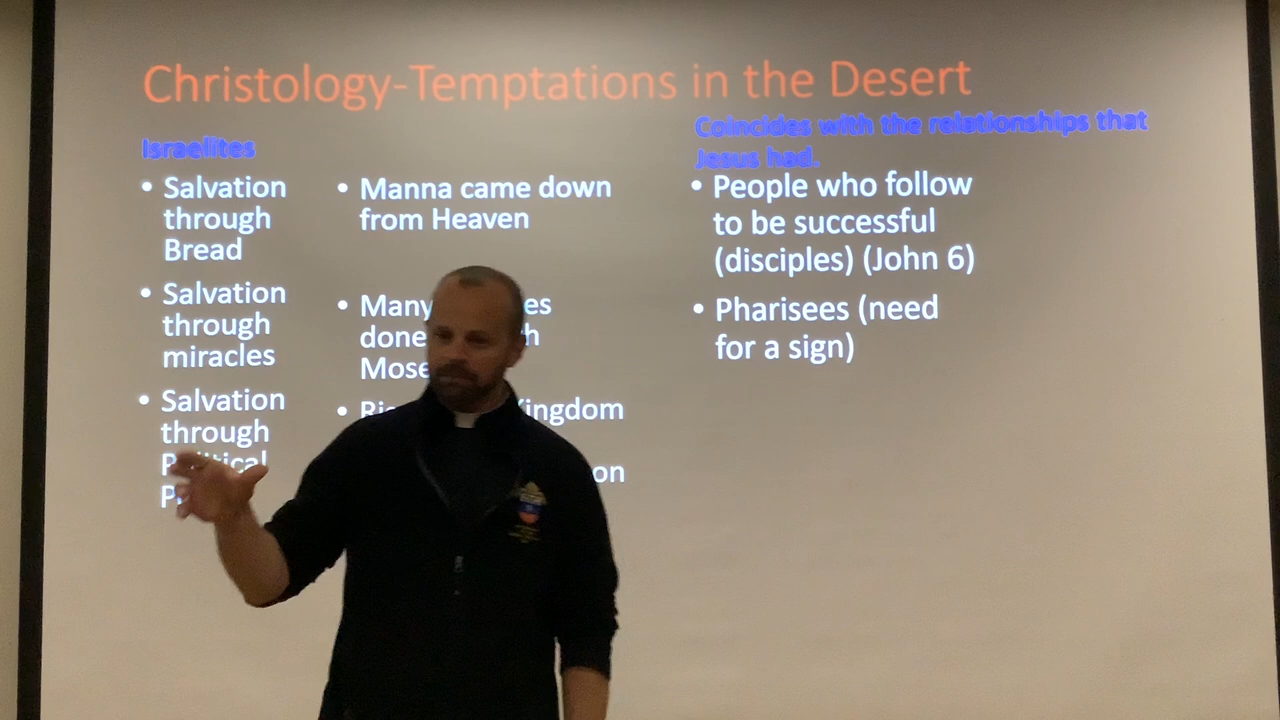 Christology-Temptations in the Desert
Israelites
• Salvation
through
Bread
• Salvation
through
miracles
• Salvation
through
Political
• Manna came down
from Heaven
• Many
done
Kingdom
Coincides with the relationships that
Jesus had.
• People who follow
to be successful
(disciples) (John 6)
• Pharisees (need
for a sign)